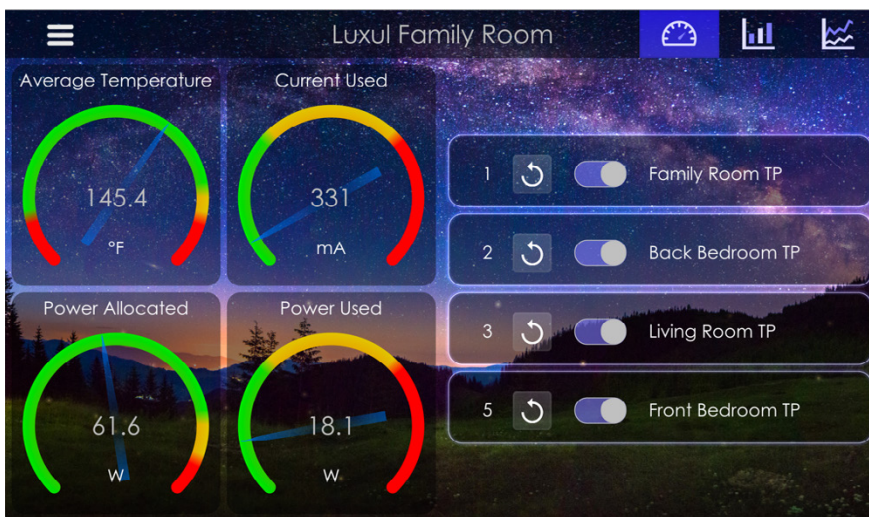 Luxul Family Room
Average Temperature
145.4
°F
Current Used
331
mA
Power Allocated
61.6
W
Power Used
18.1
W
1 Family Room TP
2 Back Bedroom TP
3 Living Room TP
5 Front Bedroom TP